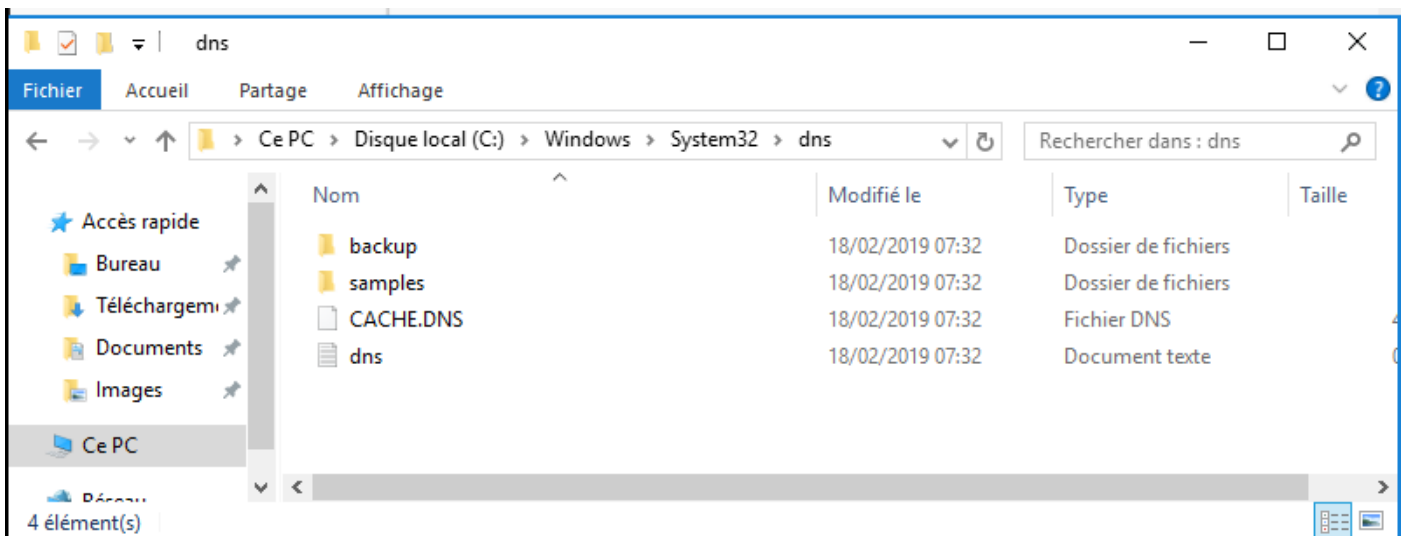 dns
Fichier Accueil Partage Affichage
Ce PC > Disque local (C:) > Windows > System32 > dns
Rechercher dans : dns
Nom Modifié le Type Taille
Accès rapide
Bureau
Téléchargem
Documents
Images
Ce PC
Réseau
backup 18/02/2019 07:32 Dossier de fichiers
samples 18/02/2019 07:32 Dossier de fichiers
CACHE.DNS 18/02/2019 07:32 Fichier DNS
dns 18/02/2019 07:32 Document texte
4 élément(s)